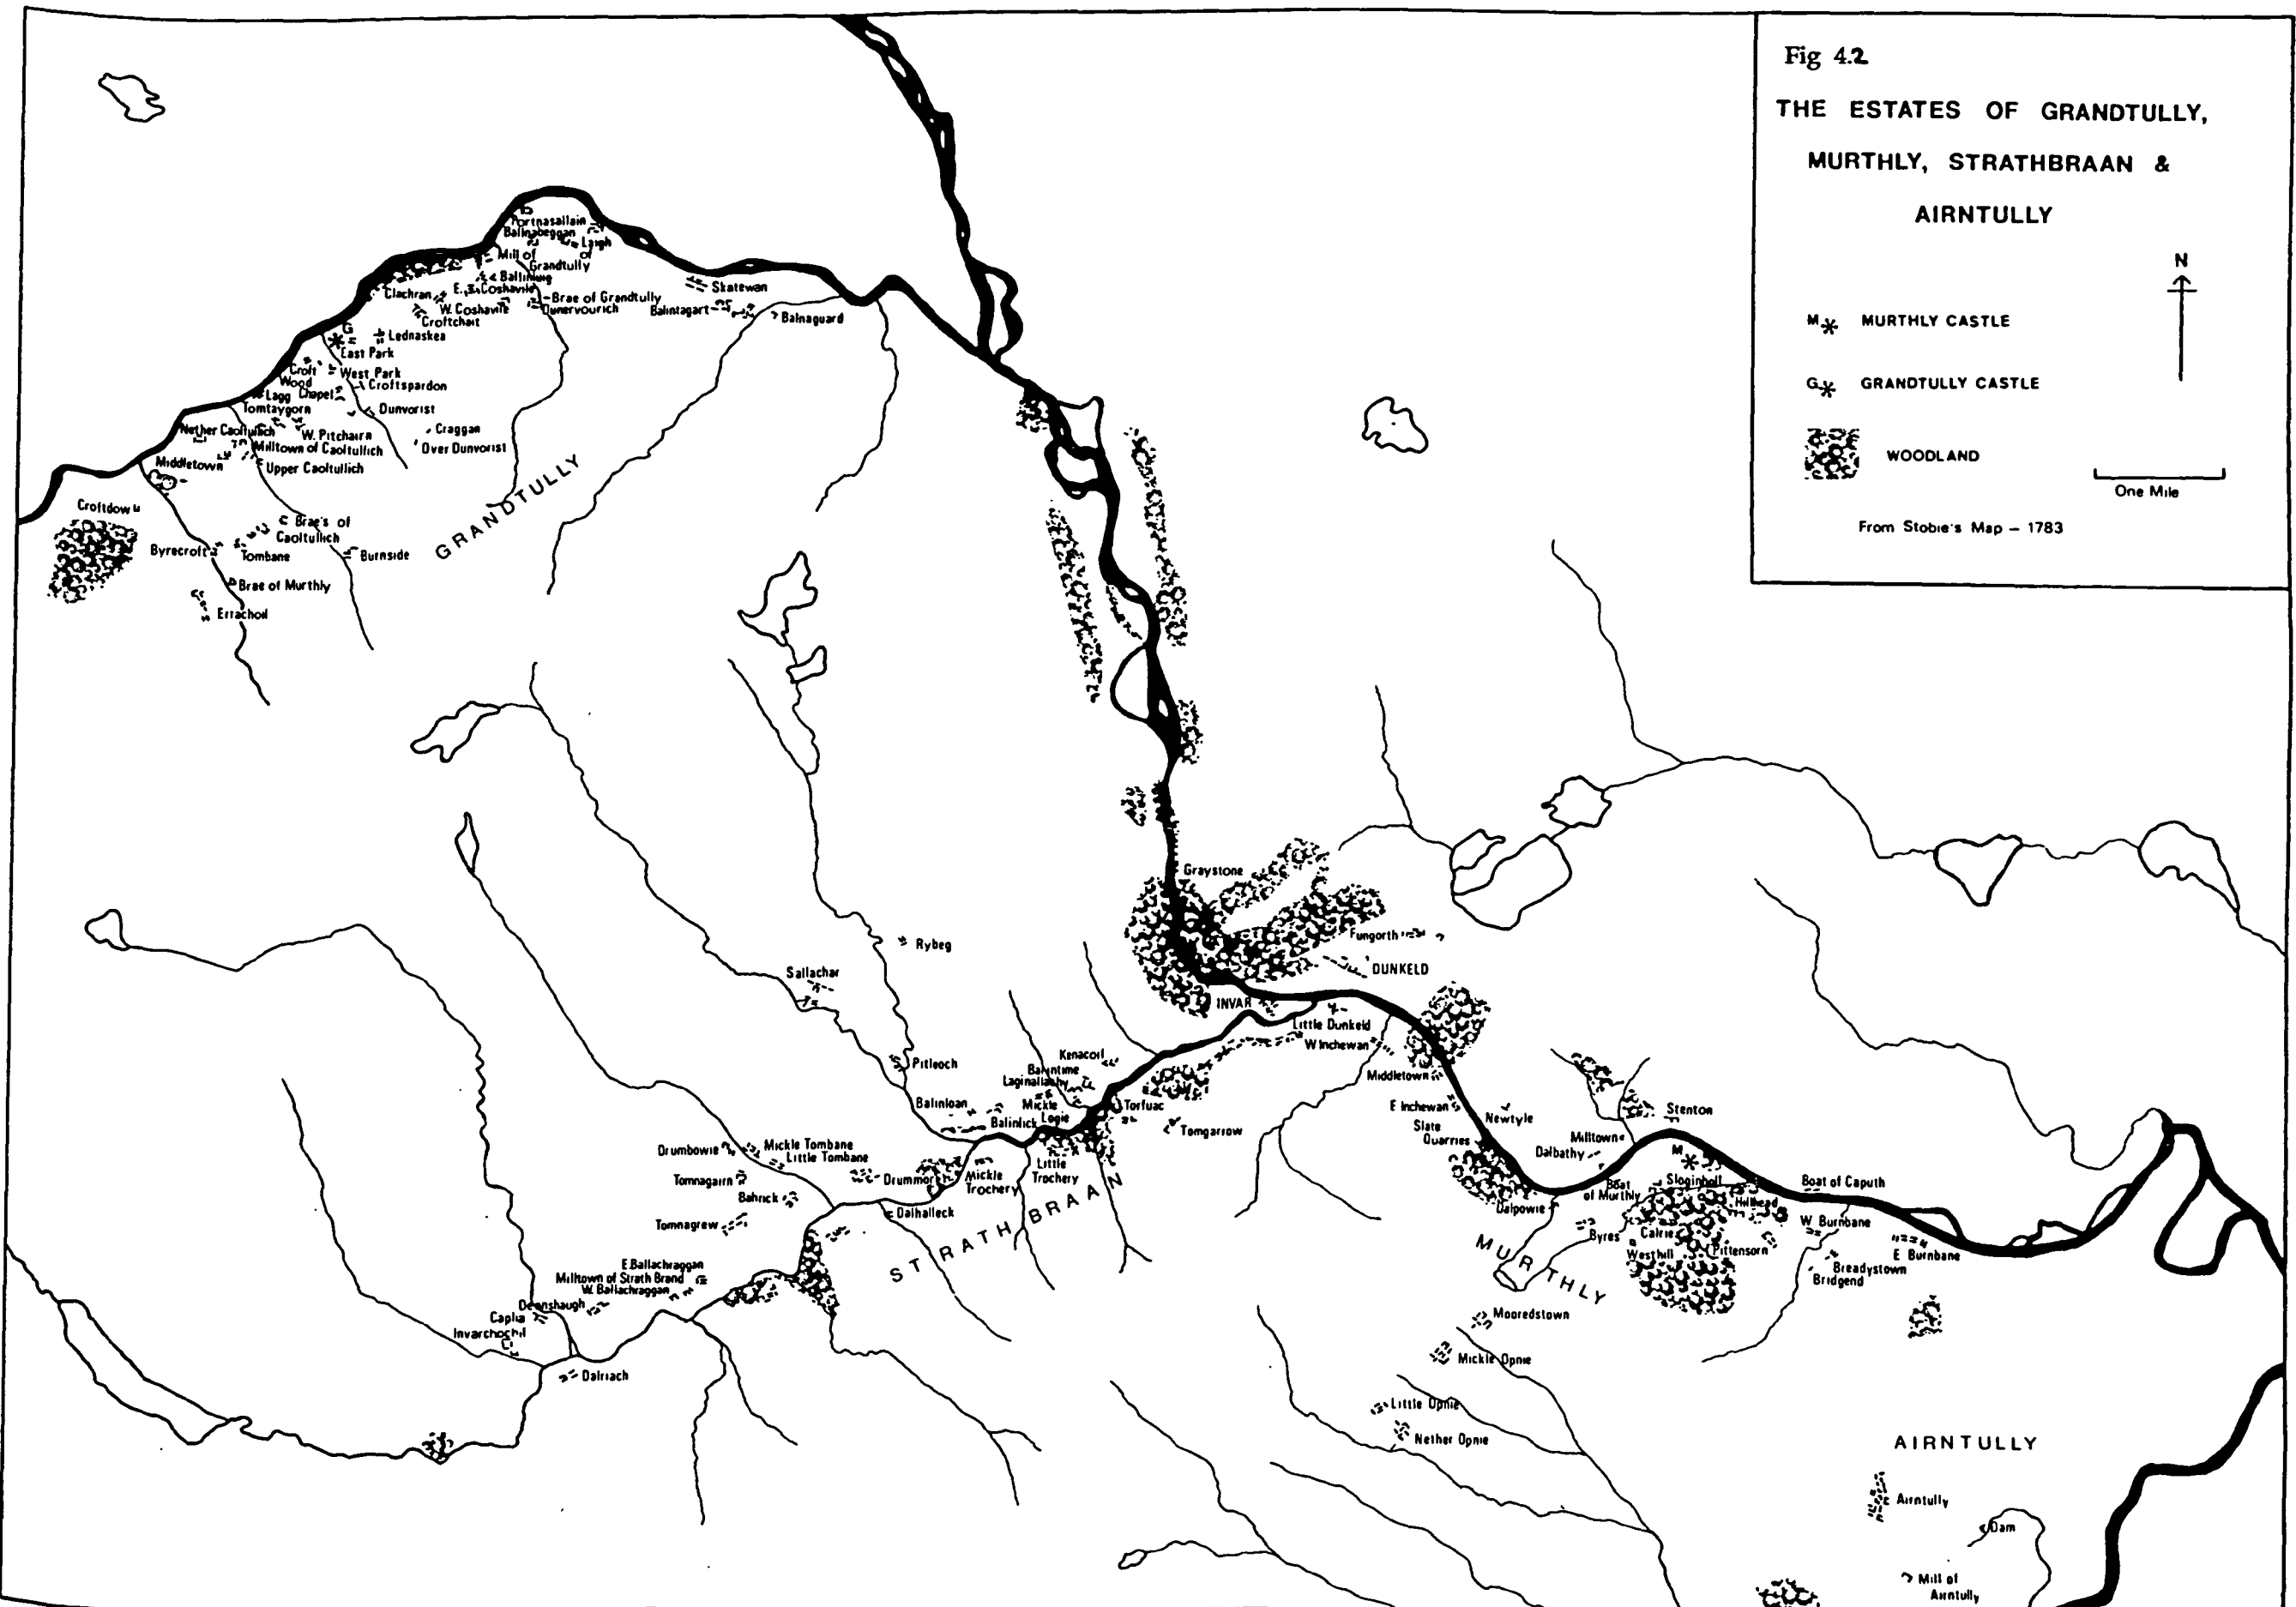 Fig 4.2
THE ESTATES OF GRANDTULLY,
MURTHLY, STRATHBRAAN &
AIRNTULLY
N
M MURTHLY CASTLE
G GRANDTULLY CASTLE
WOODLAND
One Mile
From Stobie's Map – 1783
Portnasallain
Ballnabeggan
Laigh
of
Mill of
Grandtully
Ballinluig
E. Coshavile
Clachran
W. Coshavile
Brae of Grandtully
Dunervourich
Croftchait
Skatewan
Balintagart
Balnaguard
G
Lednaskea
East Park
Croft
Wood
West Park
Croftspardon
Chapel
Lagg
Tomtaygorn
Dunvorist
Nether Caoltullich
W. Pitchairn
Craggan
Milltown of Caoltullich
Over Dunvorist
Middletown
Upper Caoltullich
GRANDTULLY
Croftdow
Brae's of
Caoltullich
Byrecroft
Tombane
Burnside
Brae of Murthly
Errachoil
Graystone
Fungorth
DUNKELD
INVAR
Little Dunkeld
W Inchewan
Rybeg
Sallachar
Pitleoch
Kenacoil
Balintime
Laginallachy
Balinloan
Mickle
Logie
Balinlick
Torfuac
Tomgarrow
Middletown
E Inchewan
Newtyle
Slate
Quarries
Stenton
Milltown
Dalbathy
M
Drumbowie
Mickle Tombane
Little Tombane
Tomnagairn
Drummore
Mickle
Trochery
Little
Trochery
Balrick
Tomnagrew
Dalhalleck
STRATH BRAAN
Boat
of Murthly
Sloginholl
Hillhead
Boat of Caputh
Dalpowie
Byres
Cairie
W Burnbane
E Burnbane
Westhill
Pittensorn
Breadystown
Bridgend
MURTHLY
E.Ballachraggan
Milltown of Strath Brand
W. Ballachraggan
Deanshaugh
Caplia
Invarchochil
Dalriach
Mooredstown
Mickle Opnie
Little Opnie
Nether Opnie
AIRNTULLY
Airntully
Dam
Mill of
Airntully